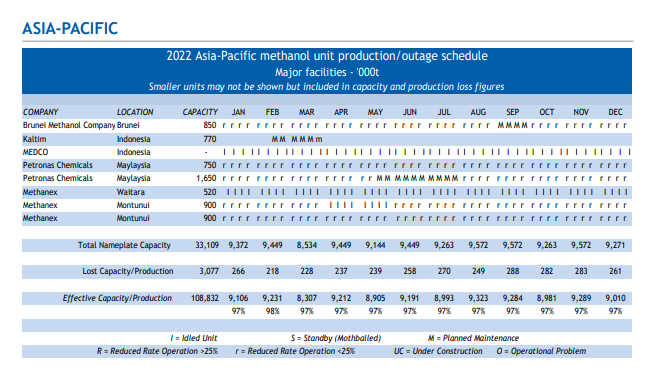 ASIA-PACIFIC
2022 Asia-Pacific methanol unit production/outage schedule
Major facilities - '000t
Smaller units may not be shown but included in capacity and production loss figures
COMPANY LOCATION CAPACITY JAN FEB MAR APR MAY JUN JUL AUG SEP OCT NOV DEC
Brunei Methanol Company Brunei 850 r r r r r r r r r r r r r r r r r r r r r r r r r r r r r r r r M M M M r r r r r r r r r r r r
Kaltim Indonesia 770 MM MMMm
MEDCO Indonesia - I I I I I I I I I I I I I I I I I I I I I I I I I I I I I I I I I I I I I I I I I I I I I I I I
Petronas Chemicals Maylaysia 750 r r r r r r r r r r r r r r r r r r r r r r r r r r r r r r r r r r r r r r r r r r r r r r r r
Petronas Chemicals Maylaysia 1,650 r r r r r r r r r r r r r r r r r r MM MMMM MMMM r r r r r r r r r r r r r r r r r r r r
Methanex Waitara 520 I I I I I I I I I I I I I I I I I I I I I I I I I I I I I I I I I I I I I I I I I I I I I I I I
Methanex Montunui 900 r r r r r r r r r r r r I I I I I I I I r r r r r r r r r r r r r r r r r r r r r r r r r r r r
Methanex Montunui 900 r r r r r r r r r r r r r r r r r r r r r r r r r r r r r r r r r r r r r r r r r r r r r r r r
Total Nameplate Capacity 33,109 9,372 9,449 8,534 9,449 9,144 9,449 9,263 9,572 9,572 9,263 9,572 9,271
Lost Capacity/Production 3,077 266 218 228 237 239 258 270 249 288 282 283 261
Effective Capacity/Production 108,832 9,106 9,231 8,307 9,212 8,905 9,191 8,993 9,323 9,284 8,981 9,289 9,010
97% 98% 97% 97% 97% 97% 97% 97% 97% 97% 97% 97%
I = Idled Unit S = Standby (Mothballed) M = Planned Maintenance
R = Reduced Rate Operation >25% r = Reduced Rate Operation <25% UC = Under Construction O = Operational Problem